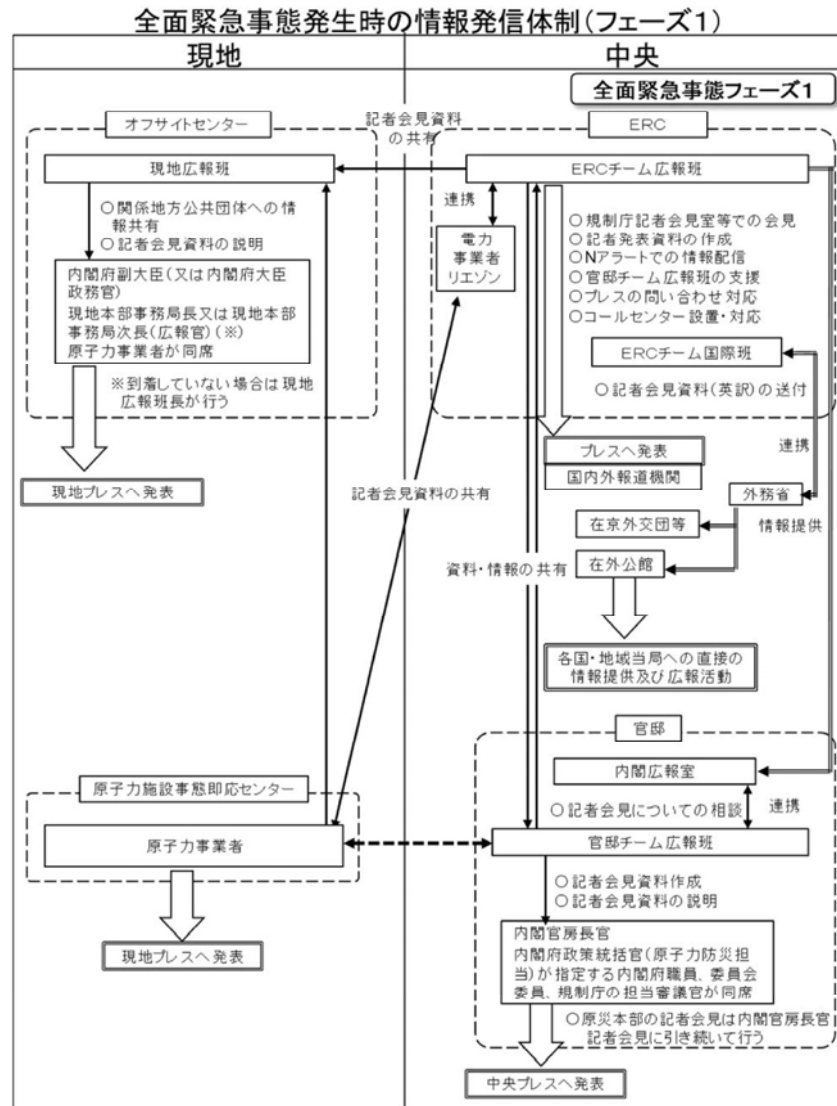 全面緊急事態発生時の情報発信体制(フェーズ1)
現地
中央
全面緊急事態フェーズ1
オフサイトセンター
記者会見資料
の共有
ERC
現地広報班
ERCチーム広報班
○関係地方公共団体への情
報共有
○記者会見資料の説明
連携
電力
事業者
リエゾン
○規制庁記者会見室等での会見
○記者発表資料の作成
○Nアラートでの情報配信
○官邸チーム広報班の支援
○プレスの問い合わせ対応
○コールセンター設置・対応
内閣府副大臣(又は内閣府大臣
政務官)
現地本部事務局長又は現地本部
事務局次長(広報官)(※)
原子力事業者が同席
ERCチーム国際班
※到着していない場合は現地
広報班長が行う
○記者会見資料(英訳)の送付
現地プレスへ発表
プレスへ発表
国内外報道機関
連携
外務省
記者会見資料の共有
在京外交団等
情報提供
資料・情報の共有
在外公館
各国・地域当局への直接の
情報提供及び広報活動
官邸
内閣広報室
原子力施設事態即応センター
○記者会見についての相談
連携
原子力事業者
官邸チーム広報班
○記者会見資料作成
○記者会見資料の説明
現地プレスへ発表
内閣官房長官
内閣府政策統括官(原子力防災担
当)が指定する内閣府職員、委員会
委員、規制庁の担当審議官が同席
○原災本部の記者会見は内閣官房長官
記者会見に引き続いて行う
中央プレスへ発表